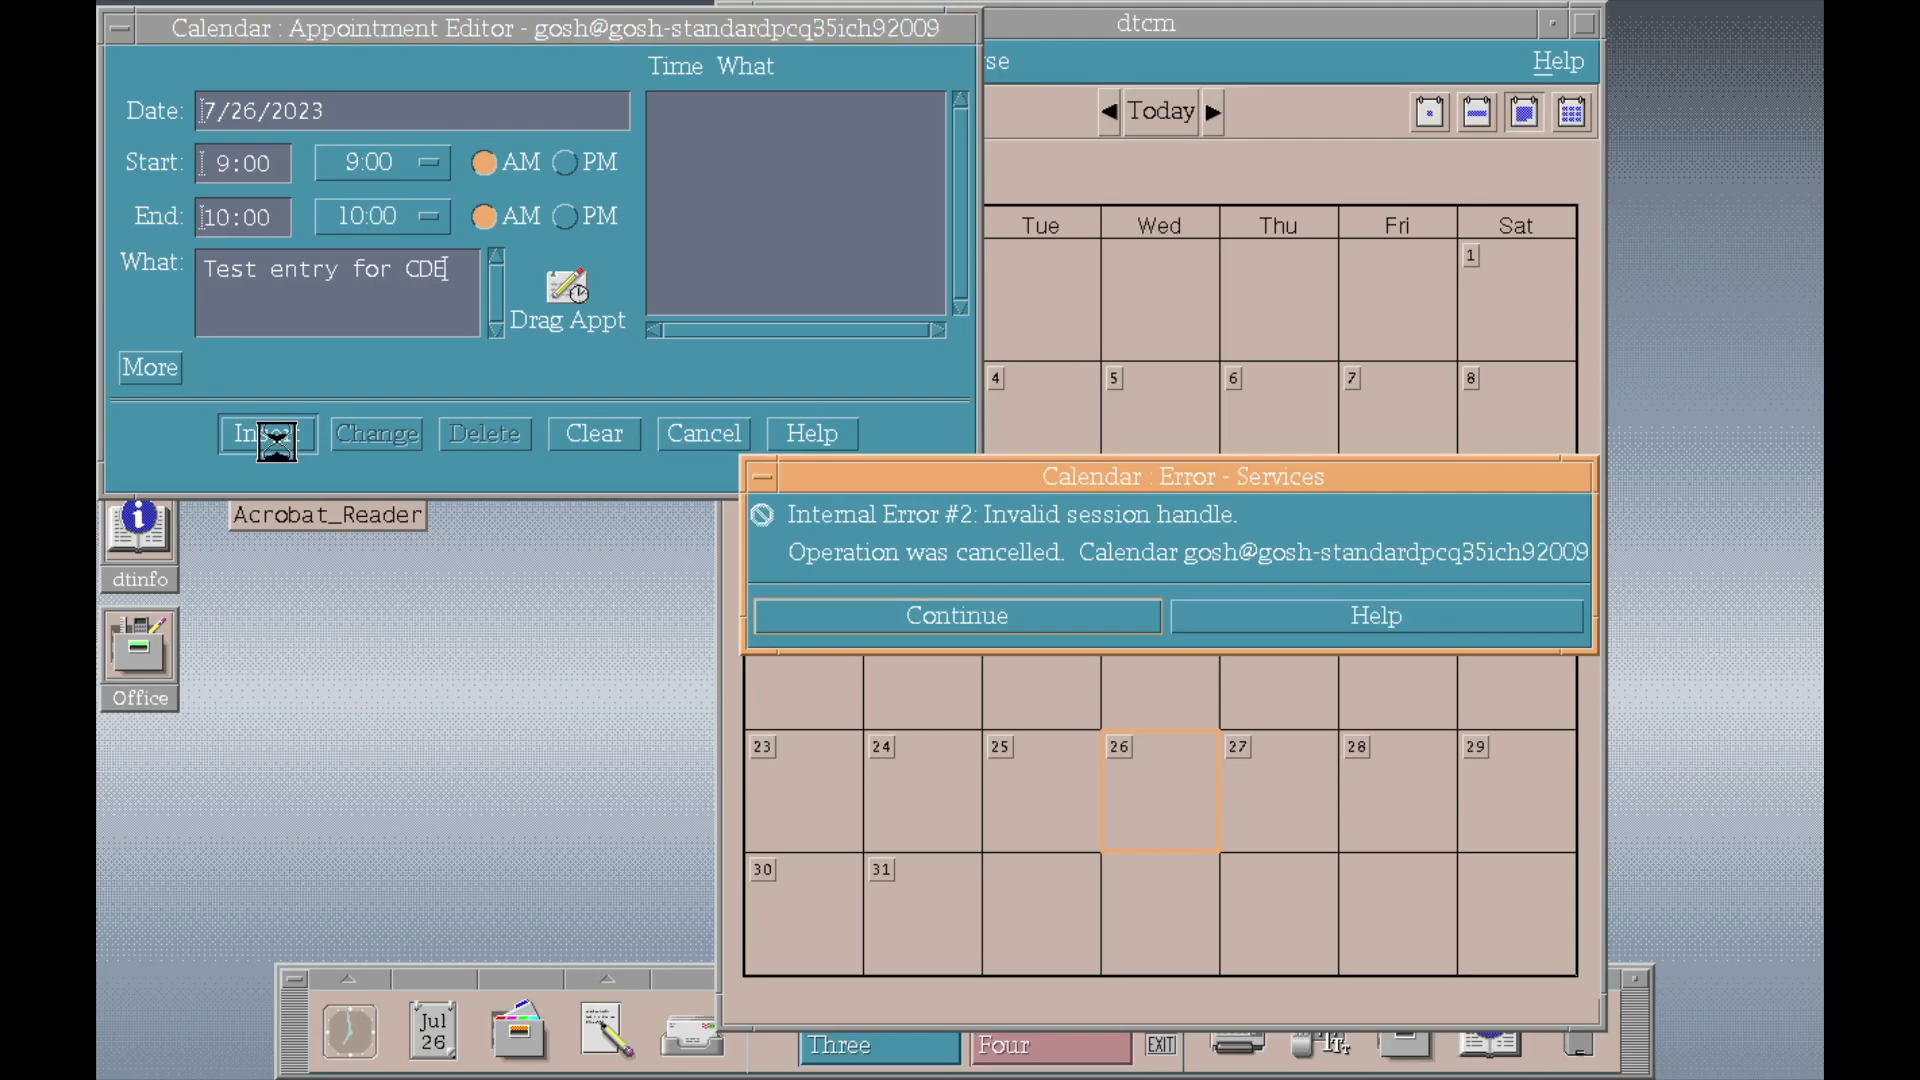 Calendar : Appointment Editor - gosh@gosh-standardpcq35ich92009
dtcm
Time What
se
Help
Date: 7/26/2023
Today
Start: 9:00 9:00 AM PM
End: 10:00 10:00 AM PM
What: Test entry for CDE
Drag Appt
More
Change Delete Clear Cancel Help
Tue Wed Thu Fri Sat
1
4 5 6 7 8
Calendar : Error - Services
Internal Error #2: Invalid session handle.
Operation was cancelled. Calendar gosh@gosh-standardpcq35ich92009
Continue Help
Acrobat_Reader
dtinfo
Office
23 24 25 26 27 28 29
30 31
Jul
26
Three Four EXIT